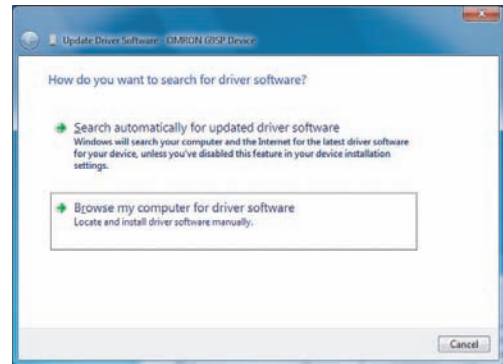 Update Driver Software - OMRON G9SP Device
How do you want to search for driver software?
Search automatically for updated driver software
Windows will search your computer and the Internet for the latest driver software
for your device, unless you've disabled this feature in your device installation
settings.
Browse my computer for driver software
Locate and install driver software manually.
Cancel